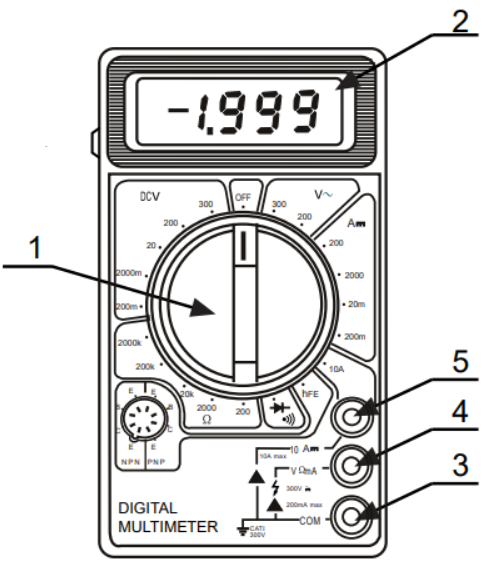 2
-1.999
DCV
OFF
V~
300
300
200
200
A
20
200
1
2000m
2000
200m
20m
2000k
200m
200k
10A
20k
2000
200
hFE
Ω
5
E E
B B
C C
E E
NPN PNP
10 A
10A max
4
V Ω mA
300V
200mA max
3
COM
CATI
300V
DIGITAL
MULTIMETER